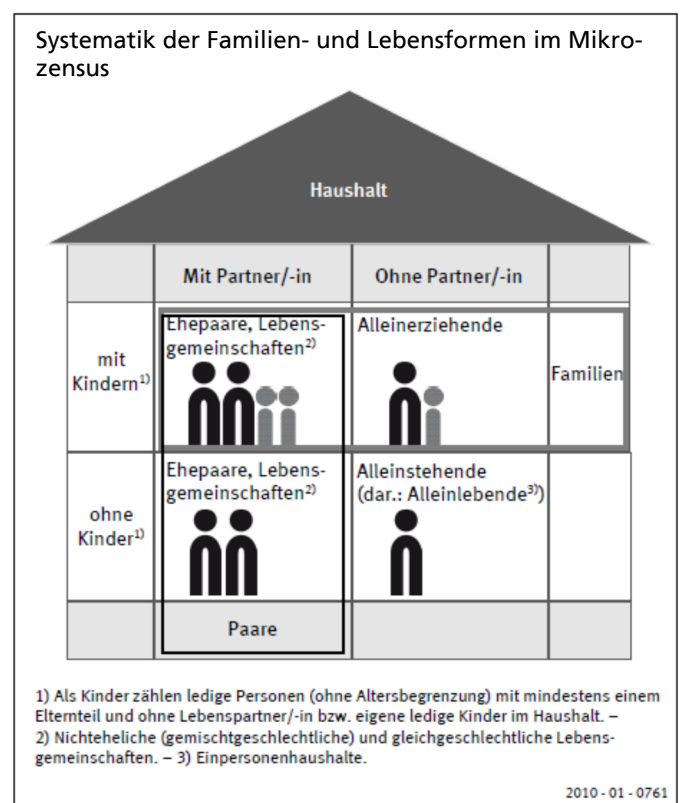 Systematik der Familien- und Lebensformen im Mikro-
zensus
Haushalt
Mit Partner/-in
Ohne Partner/-in
mit
Kindern1)
Ehepaare, Lebens-
gemeinschaften2)
Alleinerziehende
Familien
ohne
Kinder1)
Ehepaare, Lebens-
gemeinschaften2)
Alleinstehende
(dar.: Alleinlebende3))
Paare
1) Als Kinder zählen ledige Personen (ohne Altersbegrenzung) mit mindestens einem
Elternteil und ohne Lebenspartner/-in bzw. eigene ledige Kinder im Haushalt. –
2) Nichteheliche (gemischtgeschlechtliche) und gleichgeschlechtliche Lebens-
gemeinschaften. – 3) Einpersonenhaushalte.
2010 - 01 - 0761